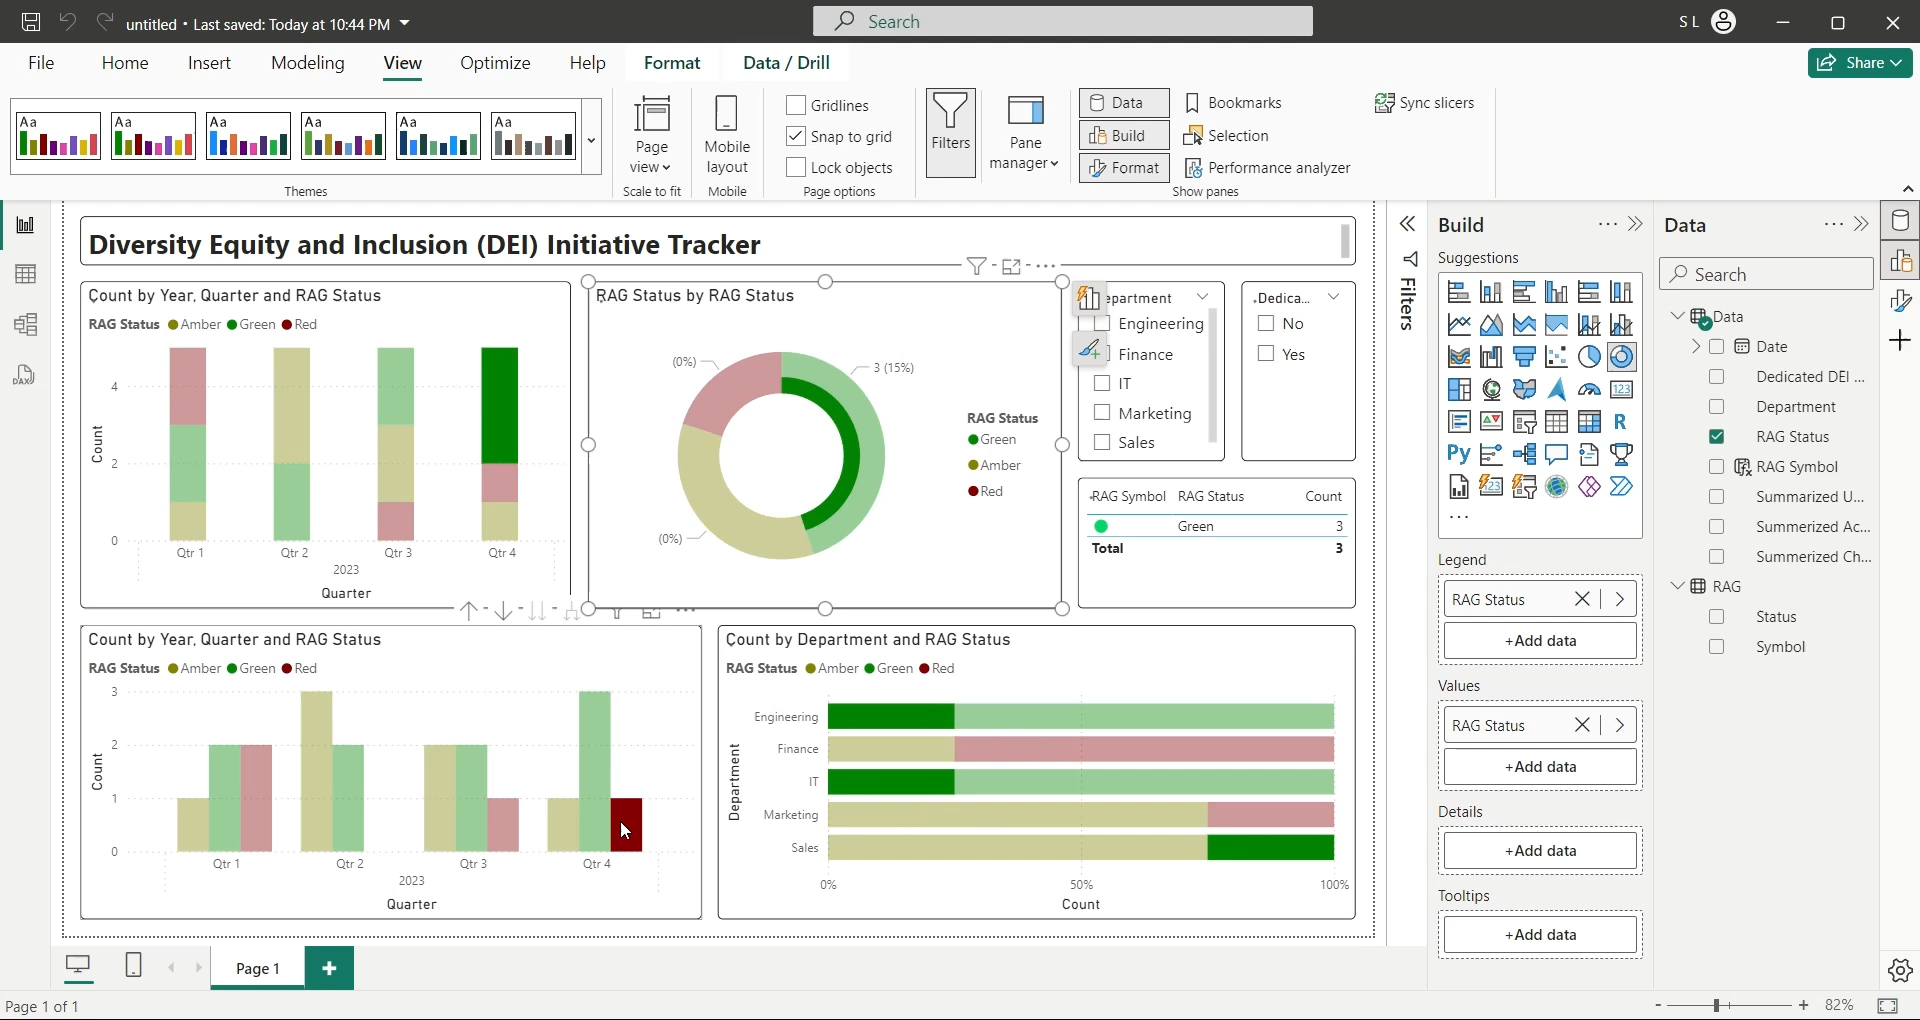 untitled • Last saved: Today at 10:44 PM
Search
S L
File Home Insert Modeling View Optimize Help Format Data / Drill
Share
Aa Aa Aa Aa Aa Aa
Themes
Page view
Scale to fit
Mobile layout
Mobile
Gridlines
Snap to grid
Lock objects
Page options
Filters
Pane manager
Data
Build
Format
Bookmarks
Selection
Performance analyzer
Sync slicers
Show panes
Diversity Equity and Inclusion (DEI) Initiative Tracker
Count by Year, Quarter and RAG Status
RAG Status Amber Green Red
Count
4
2
0
Qtr 1 Qtr 2 Qtr 3 Qtr 4
2023
Quarter
RAG Status by RAG Status
(0%)
3 (15%)
(0%)
RAG Status
Green
Amber
Red
epartment
Engineering
Finance
IT
Marketing
Sales
Dedica...
No
Yes
RAG Symbol RAG Status Count
Green 3
Total 3
Count by Year, Quarter and RAG Status
RAG Status Amber Green Red
Count
3
2
1
0
Qtr 1 Qtr 2 Qtr 3 Qtr 4
2023
Quarter
Count by Department and RAG Status
RAG Status Amber Green Red
Department
Engineering
Finance
IT
Marketing
Sales
0% 50% 100%
Count
Filters
Build
Suggestions
123
R
Py
123
Legend
RAG Status
+Add data
Values
RAG Status
+Add data
Details
+Add data
Tooltips
+Add data
Data
Search
Data
Date
Dedicated DEI ...
Department
RAG Status
RAG Symbol
Summarized U...
Summerized Ac...
Summerized Ch...
RAG
Status
Symbol
DAX
Page 1
+
Page 1 of 1
- + 82%